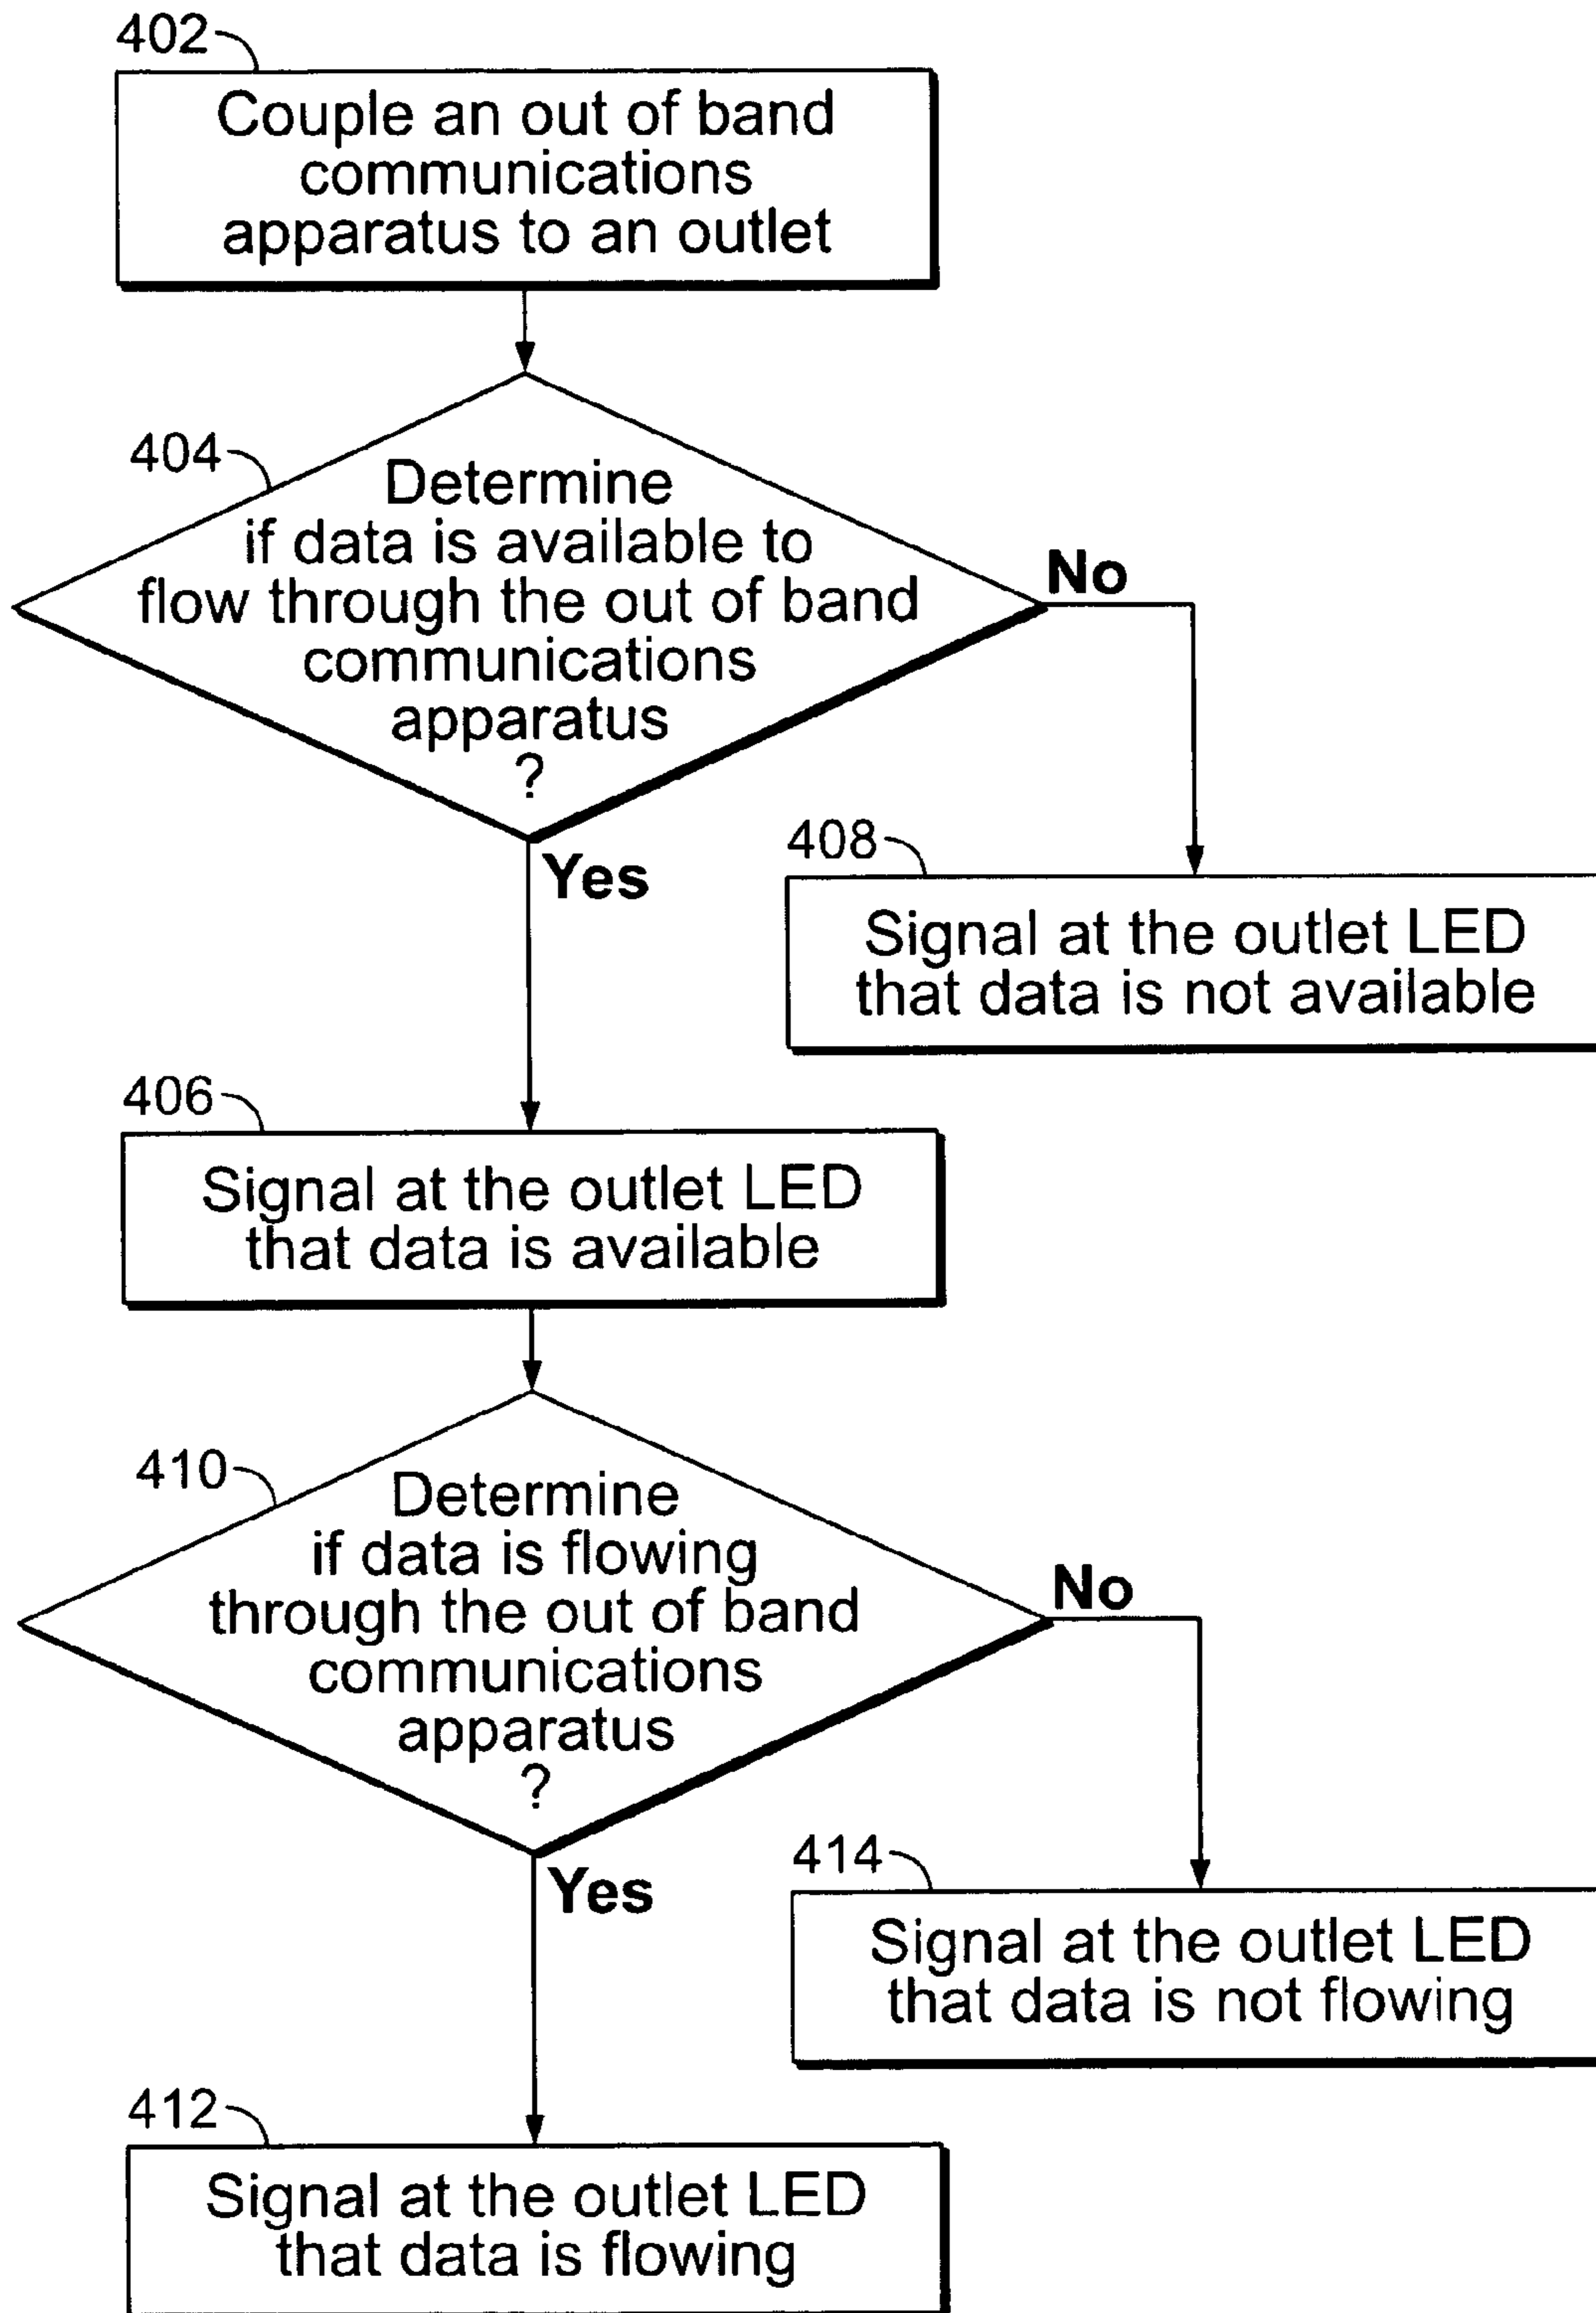 402
Couple an out of band
communications
apparatus to an outlet
404
Determine
if data is available to
flow through the out of band
communications
apparatus
?
No
Yes
408
Signal at the outlet LED
that data is not available
406
Signal at the outlet LED
that data is available
410
Determine
if data is flowing
through the out of band
communications
apparatus
?
No
Yes
414
Signal at the outlet LED
that data is not flowing
412
Signal at the outlet LED
that data is flowing